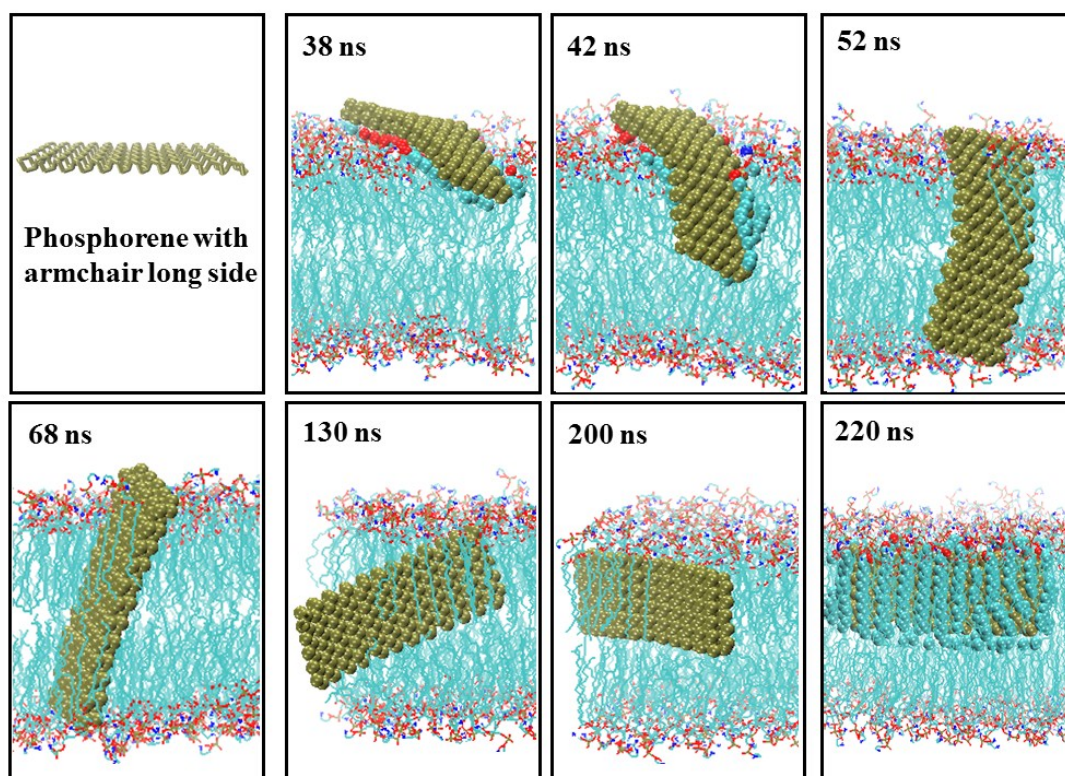 38 ns
42 ns
52 ns
Phosphorene with
armchair long side
68 ns
130 ns
200 ns
220 ns